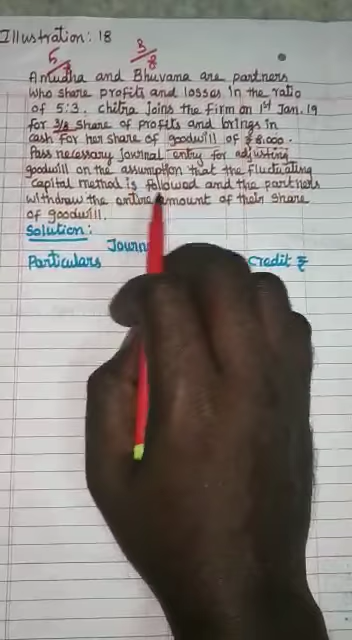 Illustration: 18
5/8 3/8
Anudha and Bhuvana are partners
who share profits and losses in the ratio
of 5:3. chitra joins the firm on 1st Jan. 19
for 3/8 share of profits and brings in
cash for her share of goodwill of ₹ 8,000.
Pass necessary journal entry for adjusting
goodwill on the assumption that the fluctuating
capital method is followed and the partners
withdraw the entire amount of their share
of goodwill.
Solution:
Journ
Particulars Credit ₹